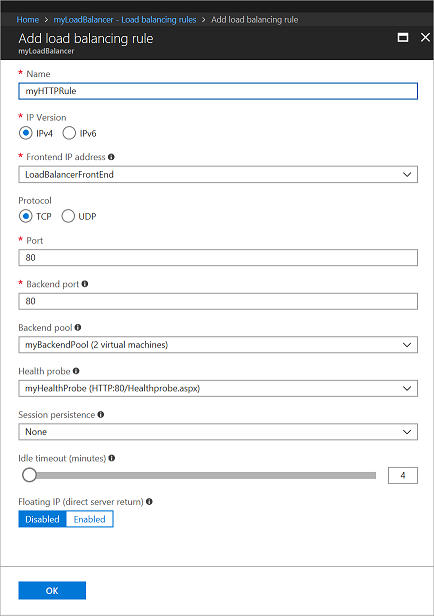 Home > myLoadBalancer - Load balancing rules > Add load balancing rule
Add load balancing rule
myLoadBalancer
* Name
myHTTPRule
* IP Version
IPv4 IPv6
* Frontend IP address
LoadBalancerFrontEnd
Protocol
TCP UDP
* Port
80
* Backend port
80
Backend pool
myBackendPool (2 virtual machines)
Health probe
myHealthProbe (HTTP:80/Healthprobe.aspx)
Session persistence
None
Idle timeout (minutes)
4
Floating IP (direct server return)
Disabled Enabled
OK